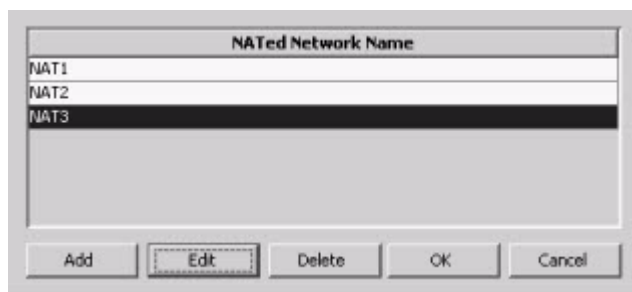 NATed Network Name
NAT1
NAT2
NAT3
Add Edit Delete OK Cancel